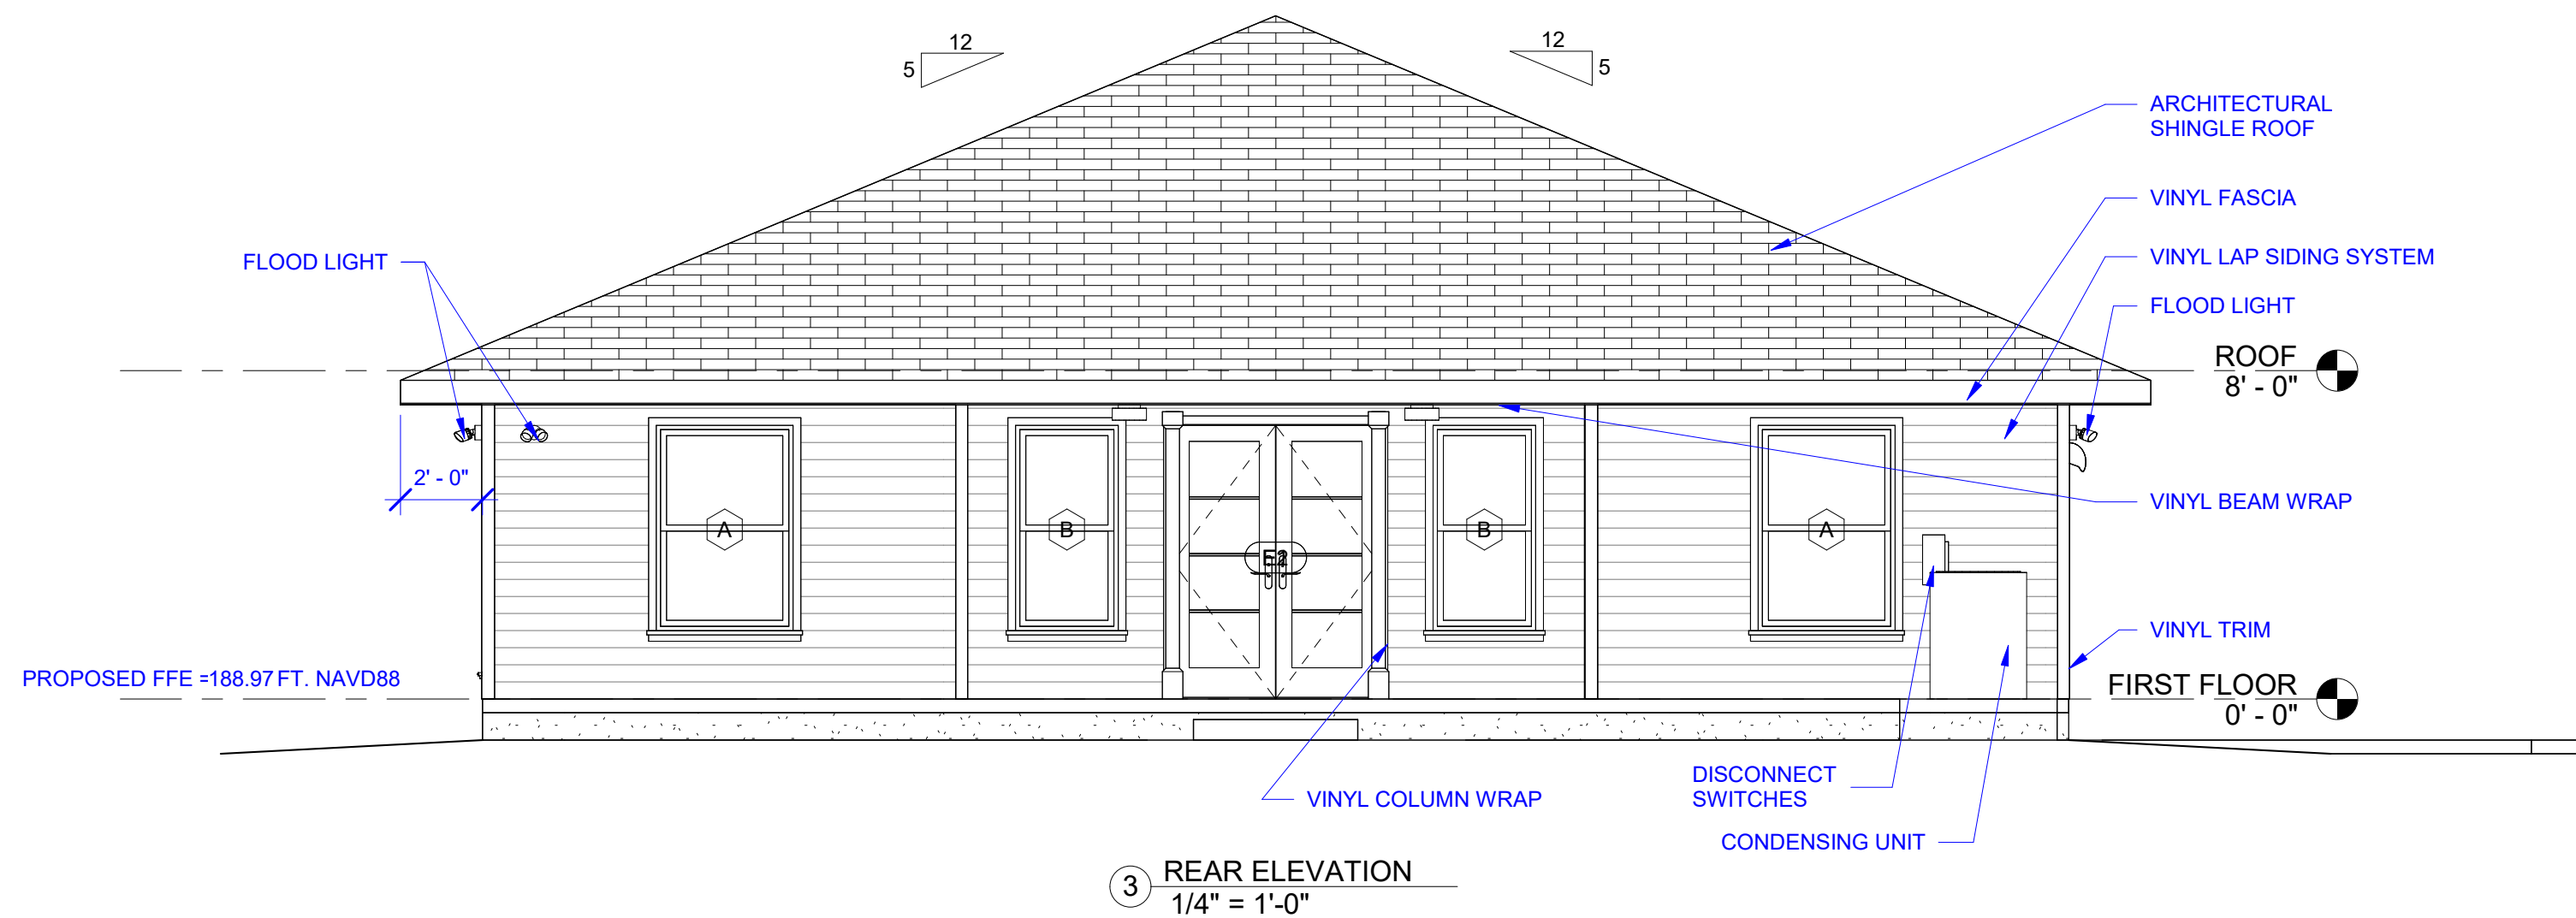 12
5
12
5
ARCHITECTURAL
SHINGLE ROOF
VINYL FASCIA
VINYL LAP SIDING SYSTEM
FLOOD LIGHT
FLOOD LIGHT
ROOF
8' - 0"
2' - 0"
VINYL BEAM WRAP
A
B
B
A
VINYL TRIM
PROPOSED FFE =188.97 FT. NAVD88
FIRST FLOOR
0' - 0"
DISCONNECT
SWITCHES
VINYL COLUMN WRAP
CONDENSING UNIT
3
REAR ELEVATION
1/4" = 1'-0"